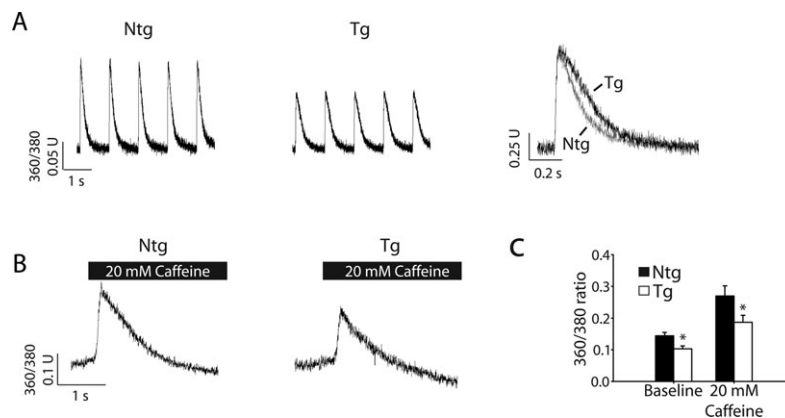 A
Ntg
Tg
360/380
0.05 U
1 s
Tg
Ntg
0.25 U
0.2 s
B
Ntg
20 mM Caffeine
360/380
0.1 U
1 s
Tg
20 mM Caffeine
C
360/380 ratio
0.4
0.3
0.2
0.1
0.0
Ntg
Tg
*
*
Baseline
20 mM
Caffeine